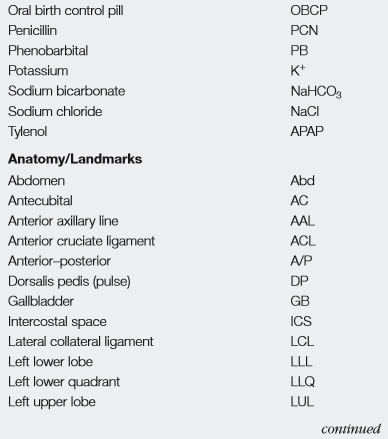 Oral birth control pill OBCP
Penicillin PCN
Phenobarbital PB
Potassium K+
Sodium bicarbonate NaHCO3
Sodium chloride NaCl
Tylenol APAP
Anatomy/Landmarks
Abdomen Abd
Antecubital AC
Anterior axillary line AAL
Anterior cruciate ligament ACL
Anterior–posterior A/P
Dorsalis pedis (pulse) DP
Gallbladder GB
Intercostal space ICS
Lateral collateral ligament LCL
Left lower lobe LLL
Left lower quadrant LLQ
Left upper lobe LUL
continued